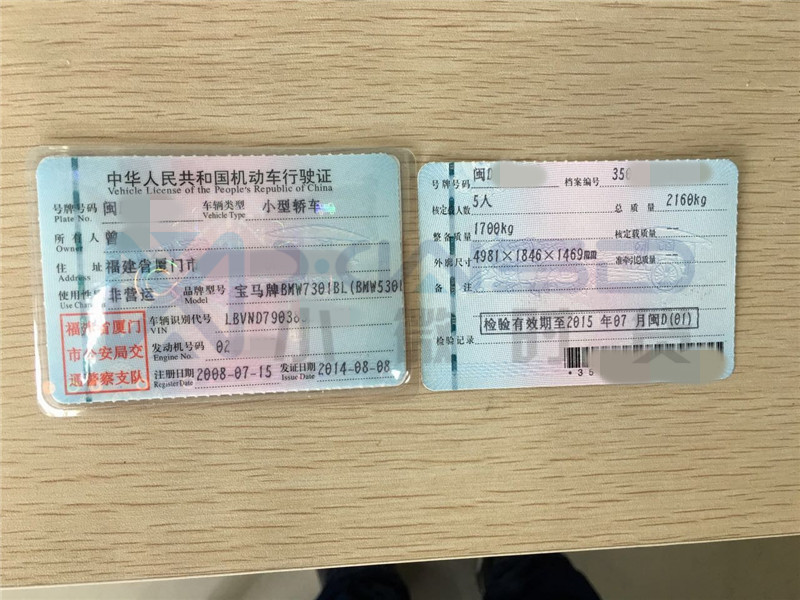 中华人民共和国机动车行驶证
Vehicle License of the People's Republic of China
号牌号码 闽 车辆类型 小型轿车
Plate No. Vehicle Type
所有人 曾
Owner
住 址 福建省厦门市
Address
使用性质 非营运 品牌型号 宝马牌BMW7301BL(BMW530i
Use Char Model
车辆识别代号 LBVND7903
VIN
发动机号码 02
Engine No.
注册日期 2008-07-15 发证日期 2014-08-08
Register Date Issue Date
福建省厦门
市公安局交
通警察支队
号牌号码 闽D 档案编号 350
核定载人数 5人 总 质 量 2160kg
整备质量 1700kg 核定载质量 --
外廓尺寸 4981×1846×1469mm 准牵引总质量 --
备 注
检验有效期至2015 年07 月闽D(01)
检验记录
*35